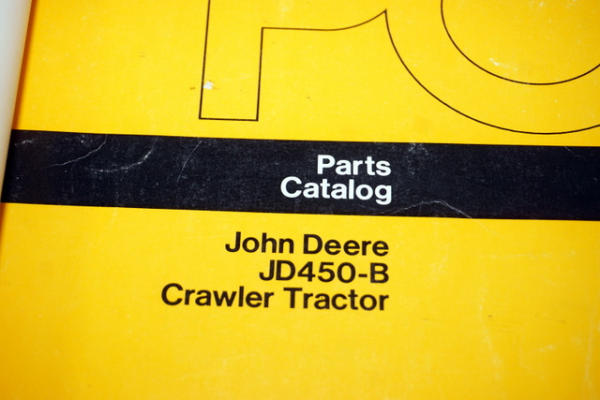 Parts
Catalog
John Deere
JD450-B
Crawler Tractor